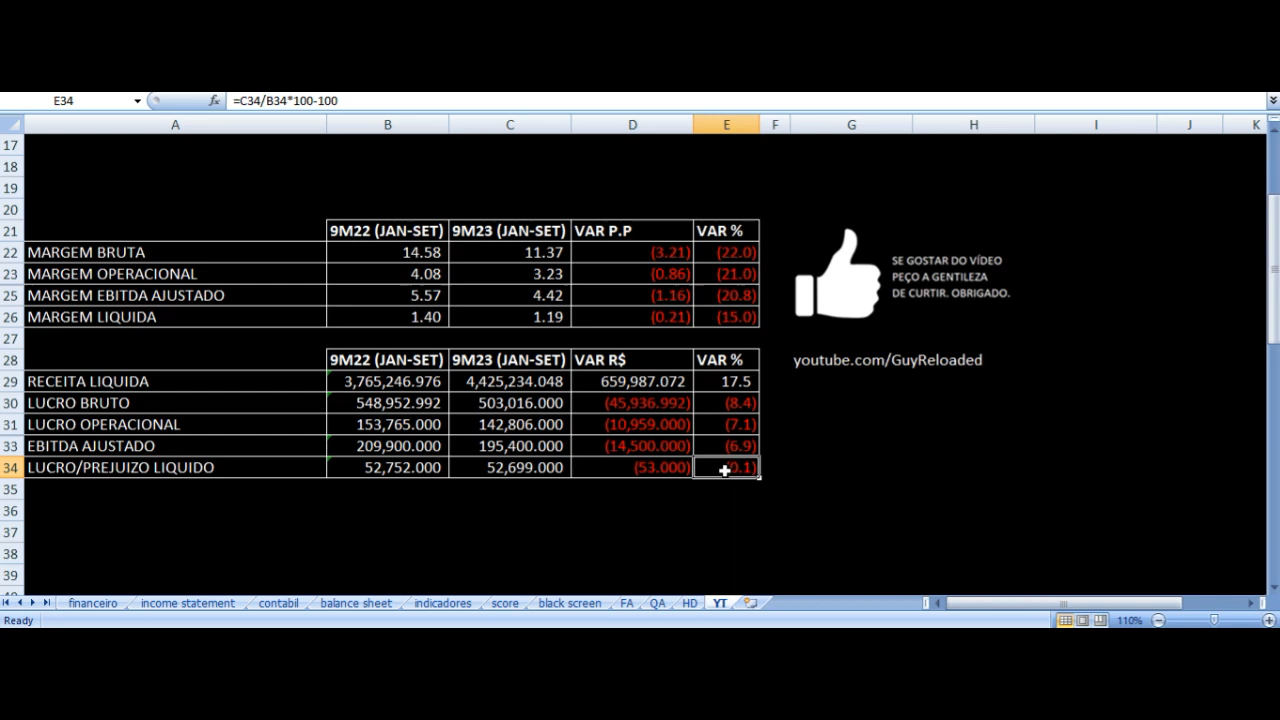 E34 fx =C34/B34*100-100
A B C D E F G H I J K
17
18
19
20
21 9M22 (JAN-SET) 9M23 (JAN-SET) VAR P.P VAR %
22 MARGEM BRUTA 14.58 11.37 (3.21) (22.0)
23 MARGEM OPERACIONAL 4.08 3.23 (0.86) (21.0)
25 MARGEM EBITDA AJUSTADO 5.57 4.42 (1.16) (20.8)
26 MARGEM LIQUIDA 1.40 1.19 (0.21) (15.0)
SE GOSTAR DO VÍDEO
PEÇO A GENTILEZA
DE CURTIR. OBRIGADO.
27
28 9M22 (JAN-SET) 9M23 (JAN-SET) VAR R$ VAR %
youtube.com/GuyReloaded
29 RECEITA LIQUIDA 3,765,246.976 4,425,234.048 659,987.072 17.5
30 LUCRO BRUTO 548,952.992 503,016.000 (45,936.992) (8.4)
31 LUCRO OPERACIONAL 153,765.000 142,806.000 (10,959.000) (7.1)
33 EBITDA AJUSTADO 209,900.000 195,400.000 (14,500.000) (6.9)
34 LUCRO/PREJUIZO LIQUIDO 52,752.000 52,699.000 (53.000) (0.1)
35
36
37
38
39
financeiro income statement contabil balance sheet indicadores score black screen FA QA HD YT
Ready 110%